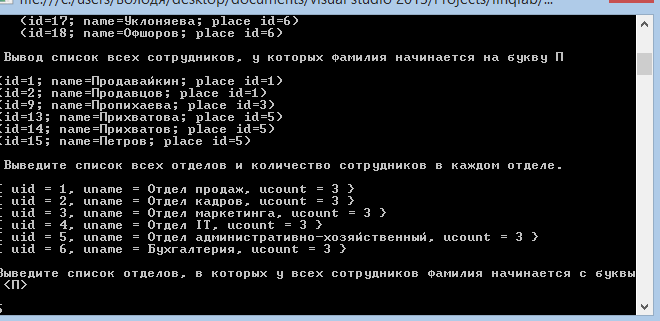 file:///C:/users/Володя/desktop/documents/visual studio 2015/Projects/linqlab/...
(id=17; name=Уклоняева; place id=6)
(id=18; name=Офшоров; place id=6)
Вывод список всех сотрудников, у которых фамилия начинается на букву П
(id=1; name=Продавайкин; place id=1)
(id=2; name=Продавцов; place id=1)
(id=9; name=Пропихаева; place id=3)
(id=13; name=Прихватова; place id=5)
(id=14; name=Прихватов; place id=5)
(id=15; name=Петров; place id=5)
Выведите список всех отделов и количество сотрудников в каждом отделе.
{ uid = 1, uname = Отдел продаж, ucount = 3 }
{ uid = 2, uname = Отдел кадров, ucount = 3 }
{ uid = 3, uname = Отдел маркетинга, ucount = 3 }
{ uid = 4, uname = Отдел IT, ucount = 3 }
{ uid = 5, uname = Отдел административно-хозяйственный, ucount = 3 }
{ uid = 6, uname = Бухгалтерия, ucount = 3 }
Выведите список отделов, в которых у всех сотрудников фамилия начинается с буквы
<П>
5